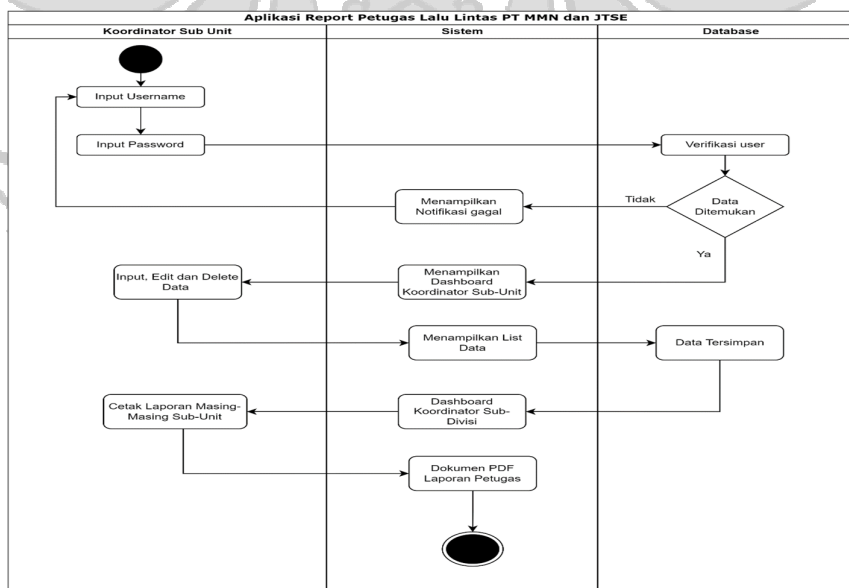 Aplikasi Report Petugas Lalu Lintas PT MMN dan JTSE
Koordinator Sub Unit
Sistem
Database
Input Username
Input Password
Verifikasi user
Data
Ditemukan
Tidak
Menampilkan
Notifikasi gagal
Ya
Menampilkan
Dashboard
Koordinator Sub-Unit
Input, Edit dan Delete
Data
Menampilkan List
Data
Data Tersimpan
Dashboard
Koordinator Sub-
Divisi
Cetak Laporan Masing-
Masing Sub-Unit
Dokumen PDF
Laporan Petugas